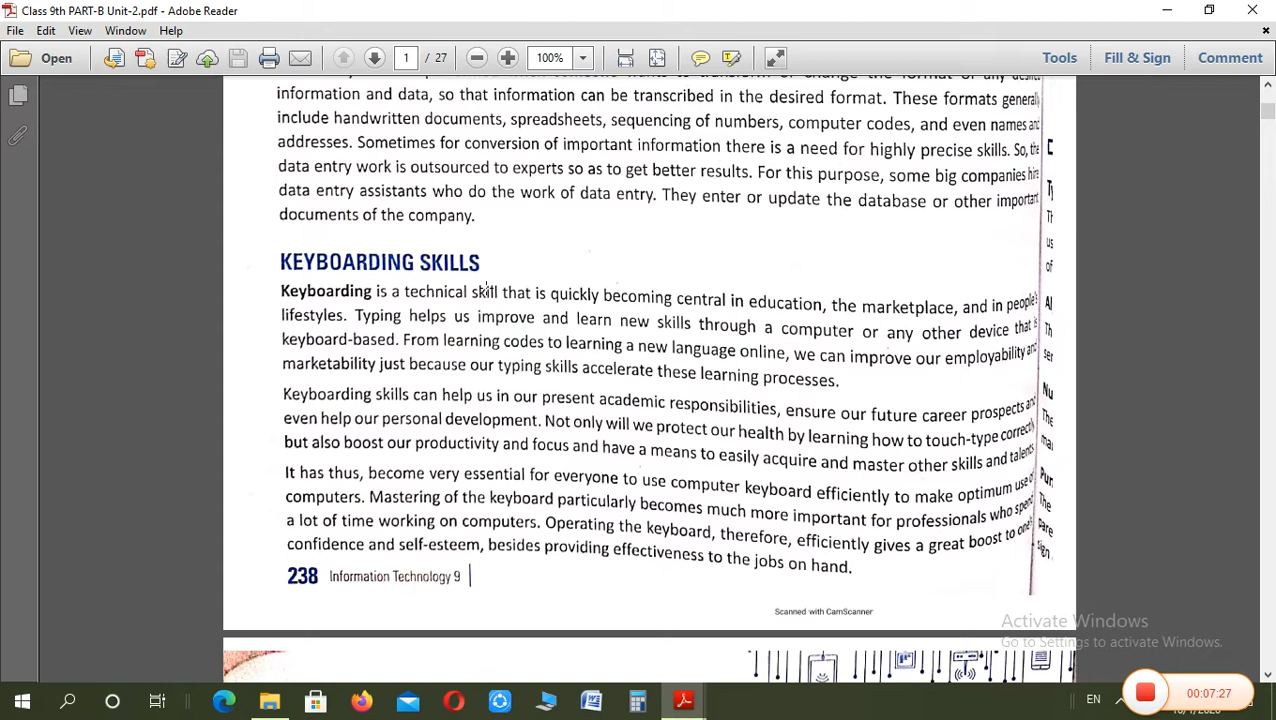 Class 9th PART-B Unit-2.pdf - Adobe Reader
File Edit View Window Help
Open 1 / 27 100% Tools Fill & Sign Comment
information and data, so that information can be transcribed in the desired format. These formats generally
include handwritten documents, spreadsheets, sequencing of numbers, computer codes, and even names and
addresses. Sometimes for conversion of important information there is a need for highly precise skills. So, the
data entry work is outsourced to experts so as to get better results. For this purpose, some big companies hire
data entry assistants who do the work of data entry. They enter or update the database or other important
documents of the company.
KEYBOARDING SKILLS
Keyboarding is a technical skill that is quickly becoming central in education, the marketplace, and in people's
lifestyles. Typing helps us improve and learn new skills through a computer or any other device that is
keyboard-based. From learning codes to learning a new language online, we can improve our employability and
marketability just because our typing skills accelerate these learning processes.
Keyboarding skills can help us in our present academic responsibilities, ensure our future career prospects and
even help our personal development. Not only will we protect our health by learning how to touch-type correctly
but also boost our productivity and focus and have a means to easily acquire and master other skills and talents
It has thus, become very essential for everyone to use computer keyboard efficiently to make optimum use of
computers. Mastering of the keyboard particularly becomes much more important for professionals who spend
a lot of time working on computers. Operating the keyboard, therefore, efficiently gives a great boost to one's
confidence and self-esteem, besides providing effectiveness to the jobs on hand.
238 Information Technology 9
Scanned with CamScanner
Activate Windows
Go to Settings to activate Windows.
EN
00:07:27